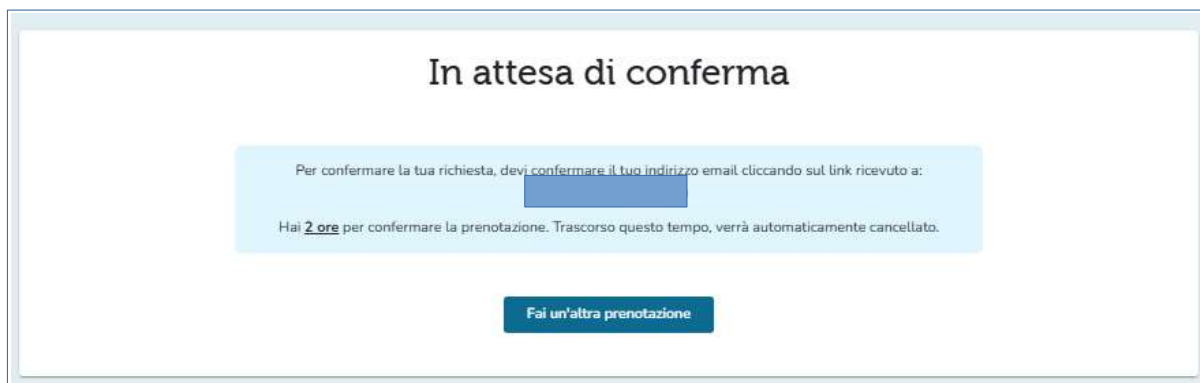 In attesa di conferma
Per confermare la tua richiesta, devi confermare il tuo indirizzo email cliccando sul link ricevuto a:
Hai 2 ore per confermare la prenotazione. Trascorso questo tempo, verrà automaticamente cancellato.
Fai un'altra prenotazione